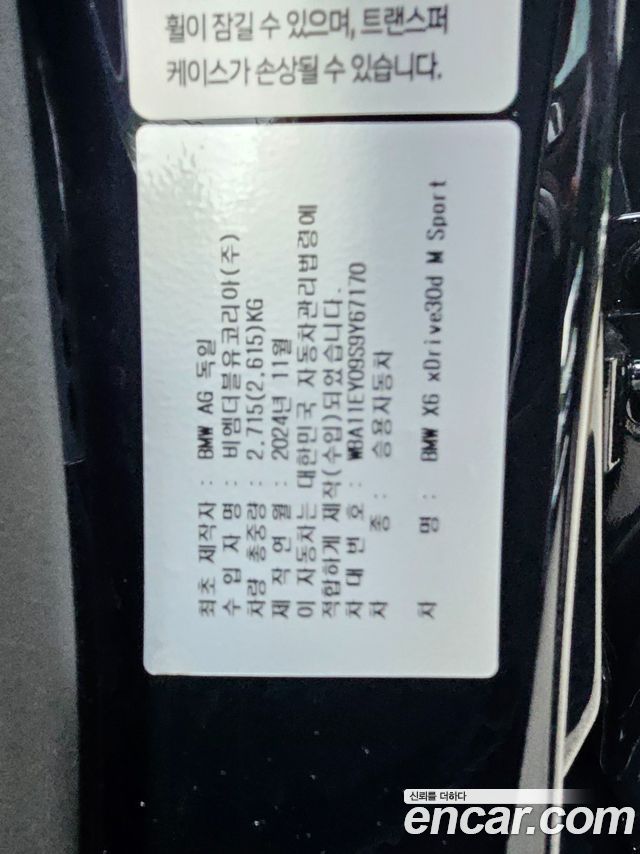 휠이 잠길 수 있으며, 트랜스퍼
케이스가 손상될 수 있습니다.
최초 제작자 : BMW AG 독일
수 입 자 명 : 비엠더블유코리아(주)
차량 총중량 : 2,715(2,615)KG
제 작 연 월 : 2024년 11월
이 자동차는 대한민국 자동차관리법령에
적합하게 제작(수입)되었습니다.
차 대 번 호 : WBA11EY09S9Y67170
차 종 : 승용자동차
차 명 : BMW X6 xDrive30d M Sport
신뢰를 더하다
encar.com